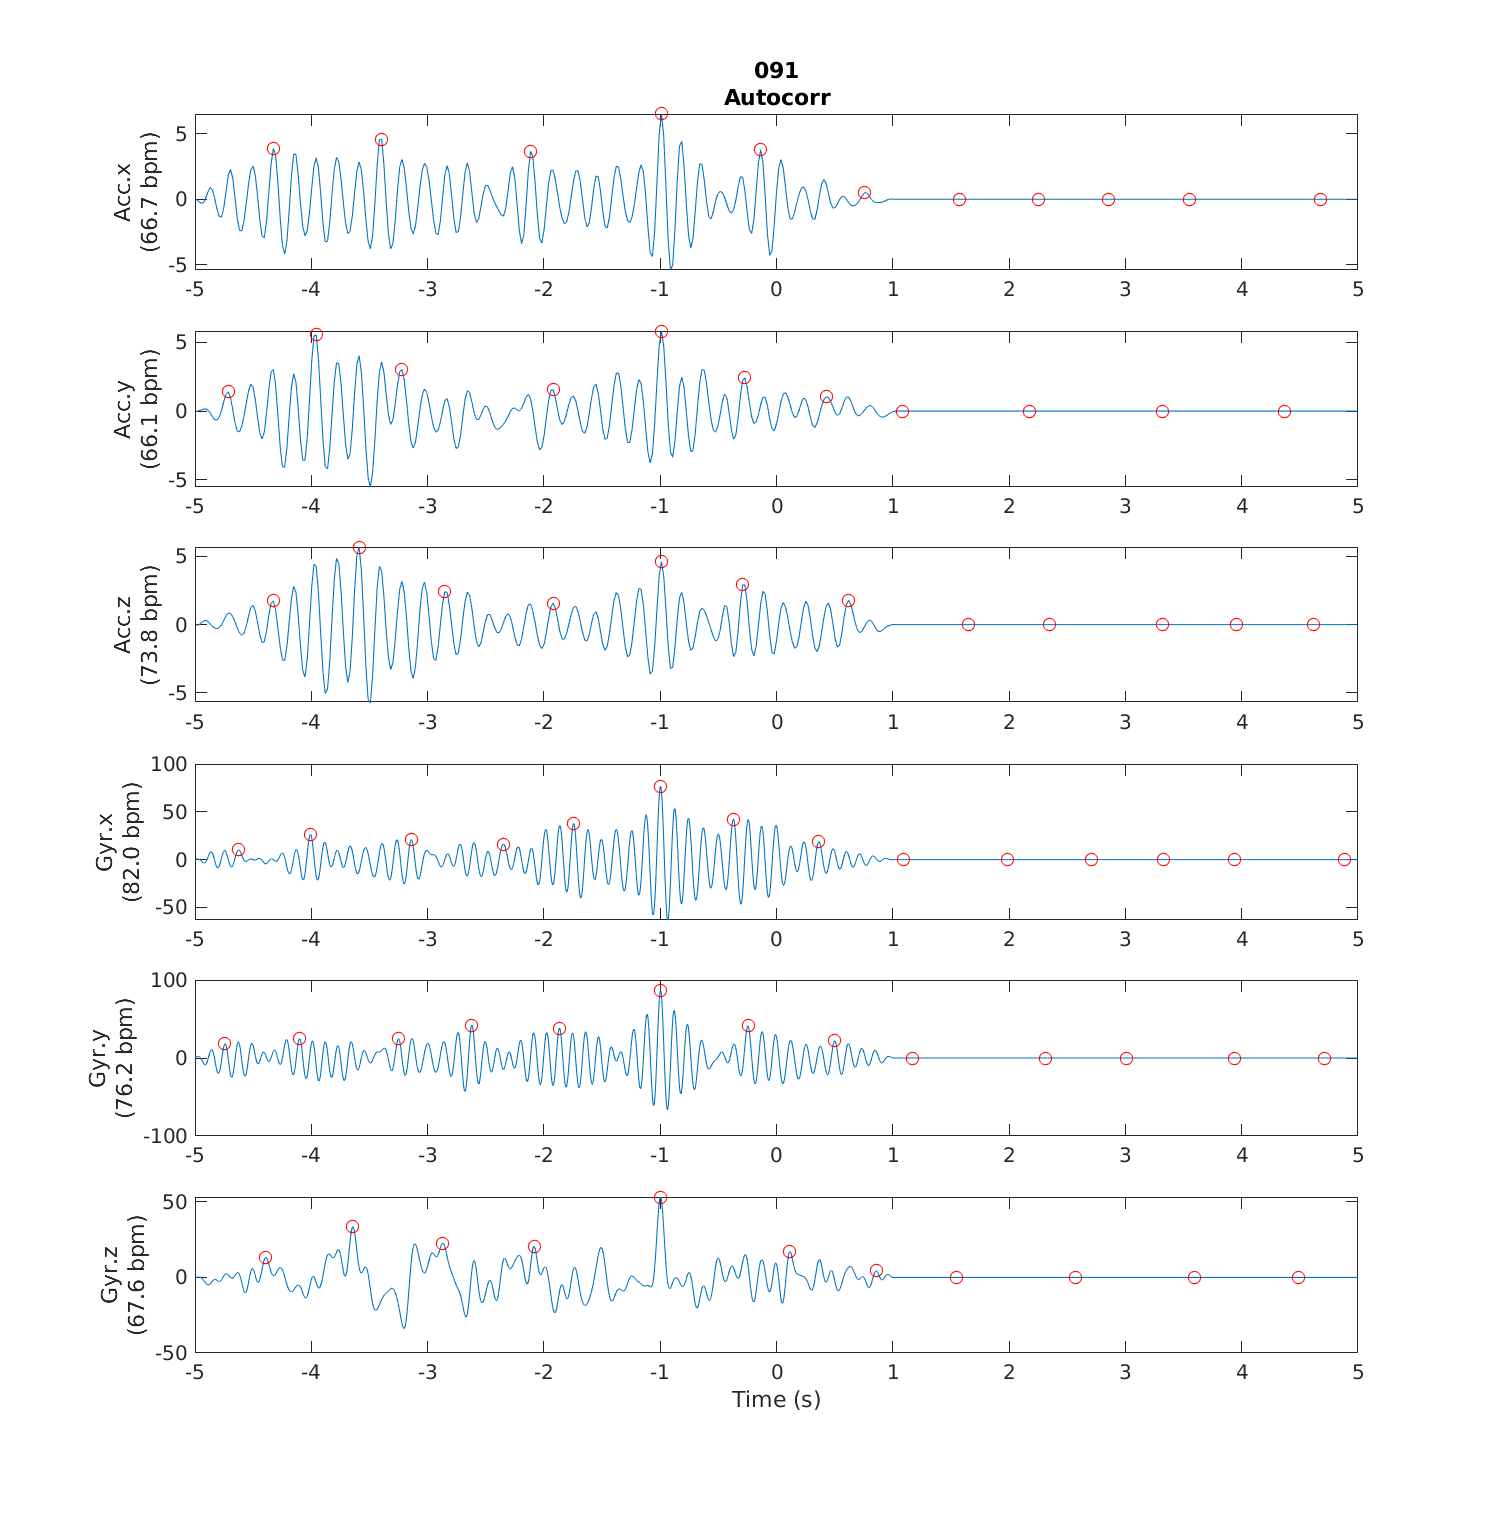 091
Autocorr
Acc.x
(66.7 bpm)
5
0
-5
-5 -4 -3 -2 -1 0 1 2 3 4 5
Acc.y
(66.1 bpm)
5
0
-5
-5 -4 -3 -2 -1 0 1 2 3 4 5
Acc.z
(73.8 bpm)
5
0
-5
-5 -4 -3 -2 -1 0 1 2 3 4 5
Gyr.x
(82.0 bpm)
100
50
0
-50
-5 -4 -3 -2 -1 0 1 2 3 4 5
Gyr.y
(76.2 bpm)
100
0
-100
-5 -4 -3 -2 -1 0 1 2 3 4 5
Gyr.z
(67.6 bpm)
50
0
-50
-5 -4 -3 -2 -1 0 1 2 3 4 5
Time (s)